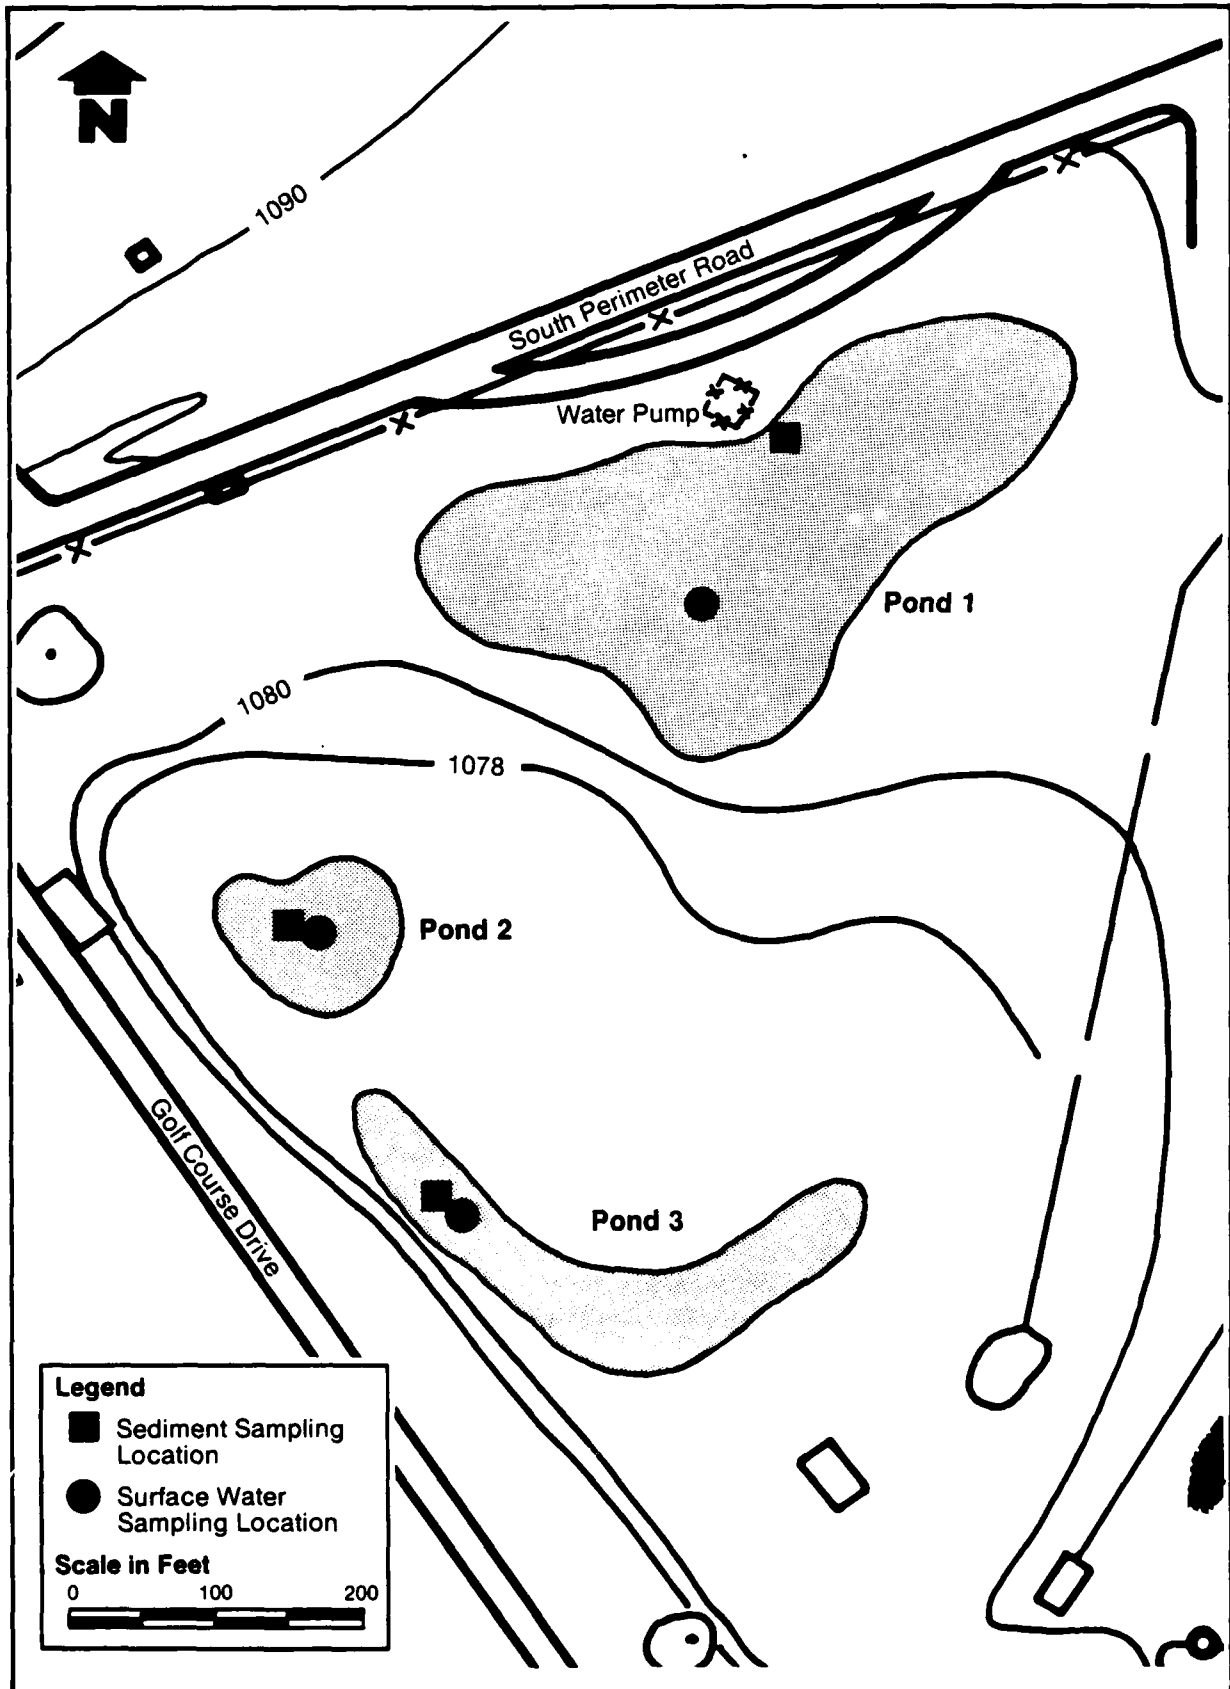 N
1090
South Perimeter Road
Water Pump
Pond 1
1080
1078
Pond 2
Golf Course Drive
Pond 3
Legend
Sediment Sampling
Location
Surface Water
Sampling Location
Scale in Feet
0 100 200